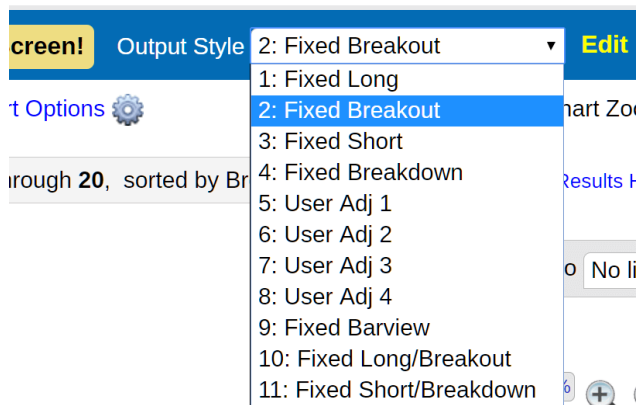 creen! Output Style 2: Fixed Breakout Edit
1: Fixed Long
rt Options 2: Fixed Breakout hart Zo
3: Fixed Short
rough 20, sorted by Br 4: Fixed Breakdown Results H
5: User Adj 1
6: User Adj 2
7: User Adj 3 o No li
8: User Adj 4
9: Fixed Barview
10: Fixed Long/Breakout
11: Fixed Short/Breakdown %